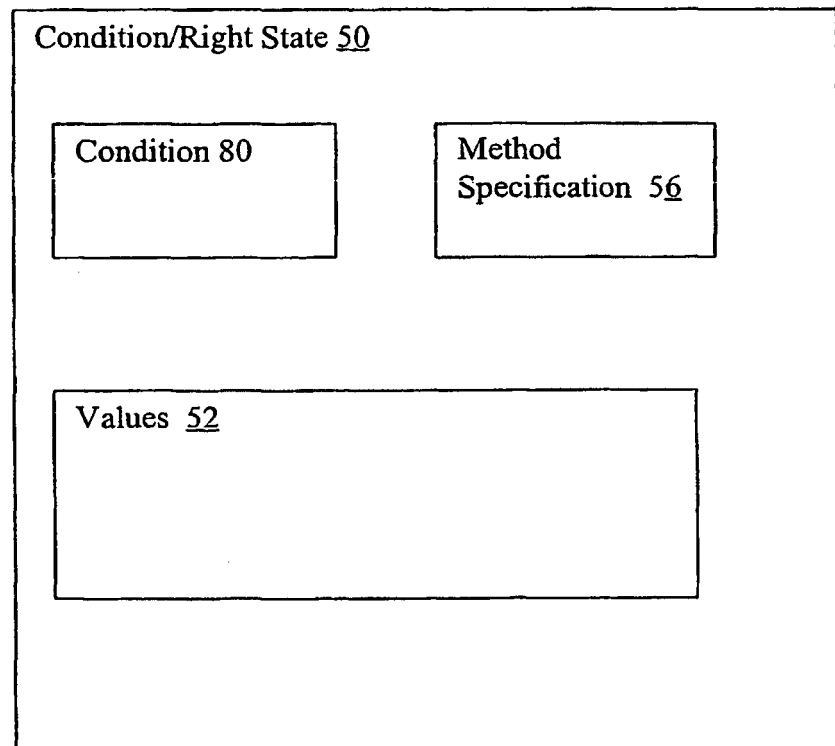 Condition/Right State 50
Condition 80
Method
Specification 56
Values 52